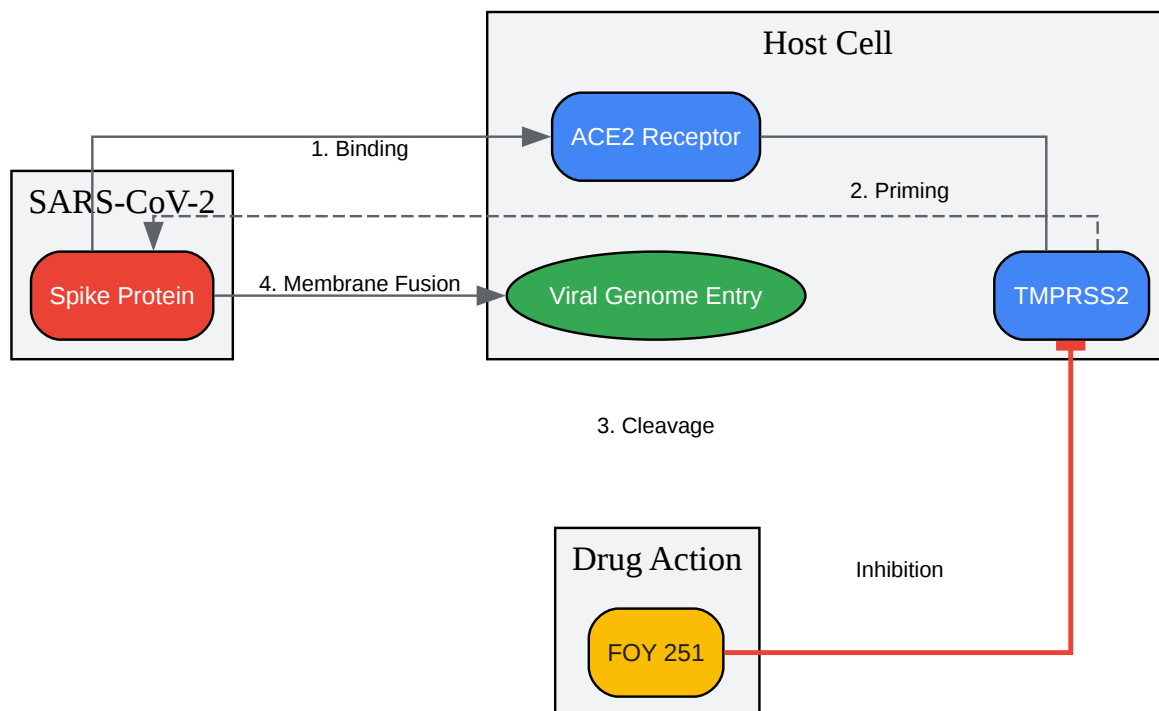 Host Cell
ACE2 Receptor
1. Binding
2. Priming
SARS-CoV-2
Spike Protein
4. Membrane Fusion
Viral Genome Entry
TMPRSS2
3. Cleavage
Drug Action
Inhibition
FOY 251